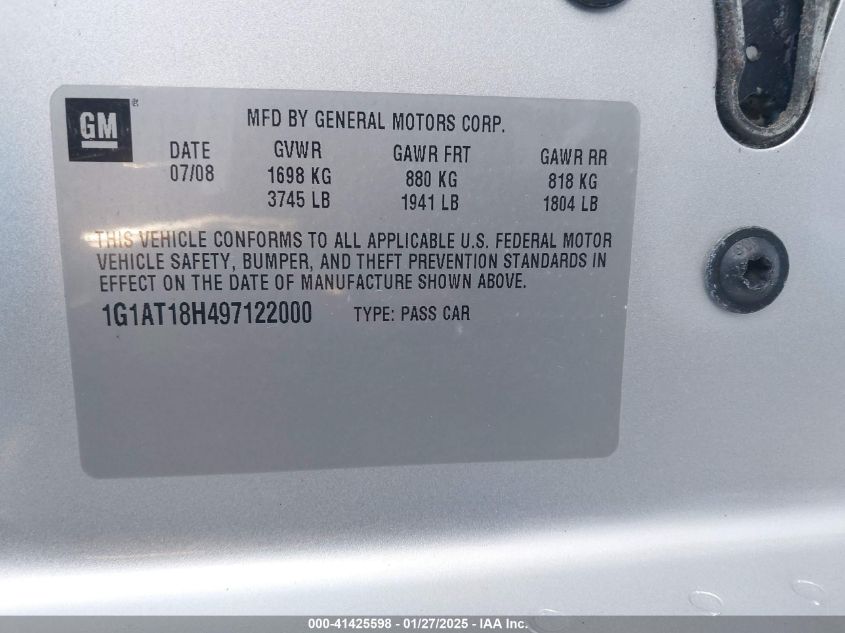 GM
MFD BY GENERAL MOTORS CORP.
DATE GVWR GAWR FRT GAWR RR
07/08 1698 KG 880 KG 818 KG
3745 LB 1941 LB 1804 LB
THIS VEHICLE CONFORMS TO ALL APPLICABLE U.S. FEDERAL MOTOR
VEHICLE SAFETY, BUMPER, AND THEFT PREVENTION STANDARDS IN
EFFECT ON THE DATE OF MANUFACTURE SHOWN ABOVE.
1G1AT18H497122000 TYPE: PASS CAR
000-41425598 - 01/27/2025 - IAA Inc.